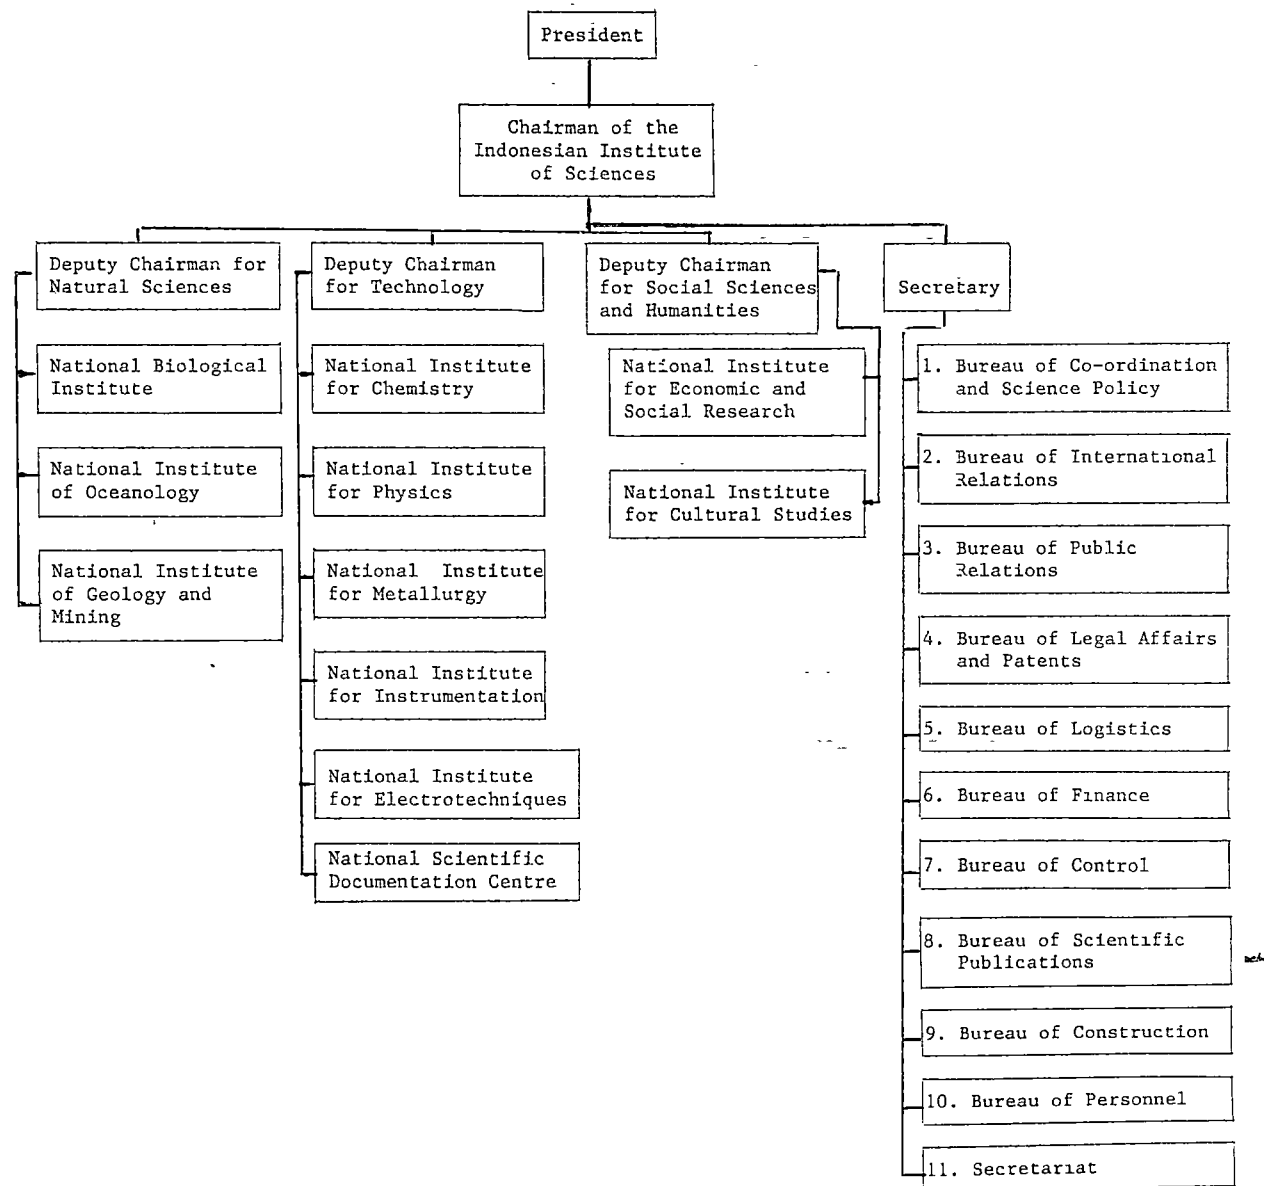 President
Chairman of the
Indonesian Institute
of Sciences
Deputy Chairman for
Natural Sciences
National Biological
Institute
National Institute
of Oceanology
National Institute
of Geology and
Mining
Deputy Chairman
for Technology
National Institute
for Chemistry
National Institute
for Physics
National Institute
for Metallurgy
National Institute
for Instrumentation
National Institute
for Electrotechniques
National Scientific
Documentation Centre
Deputy Chairman
for Social Sciences
and Humanities
National Institute
for Economic and
Social Research
National Institute
for Cultural Studies
Secretary
1. Bureau of Co-ordination
and Science Policy
2. Bureau of International
Relations
3. Bureau of Public
Relations
4. Bureau of Legal Affairs
and Patents
5. Bureau of Logistics
6. Bureau of Finance
7. Bureau of Control
8. Bureau of Scientific
Publications
9. Bureau of Construction
10. Bureau of Personnel
11. Secretariat